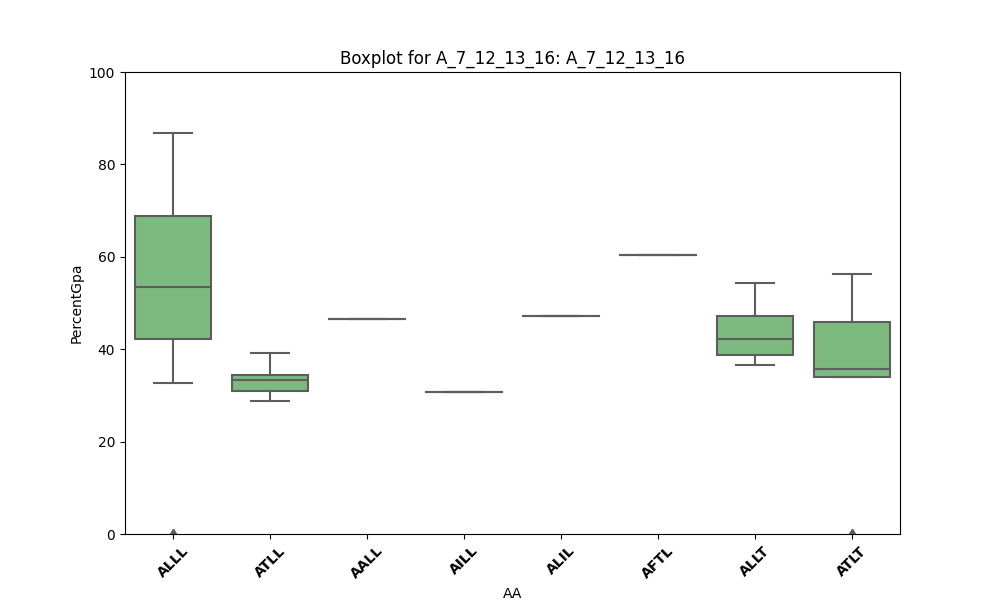 Boxplot for A_7_12_13_16: A_7_12_13_16
100
80
60
40
20
0
PercentGpa
ALLL
ATLL
AALL
AILL
ALIL
AFTL
ALLT
ATLT
AA